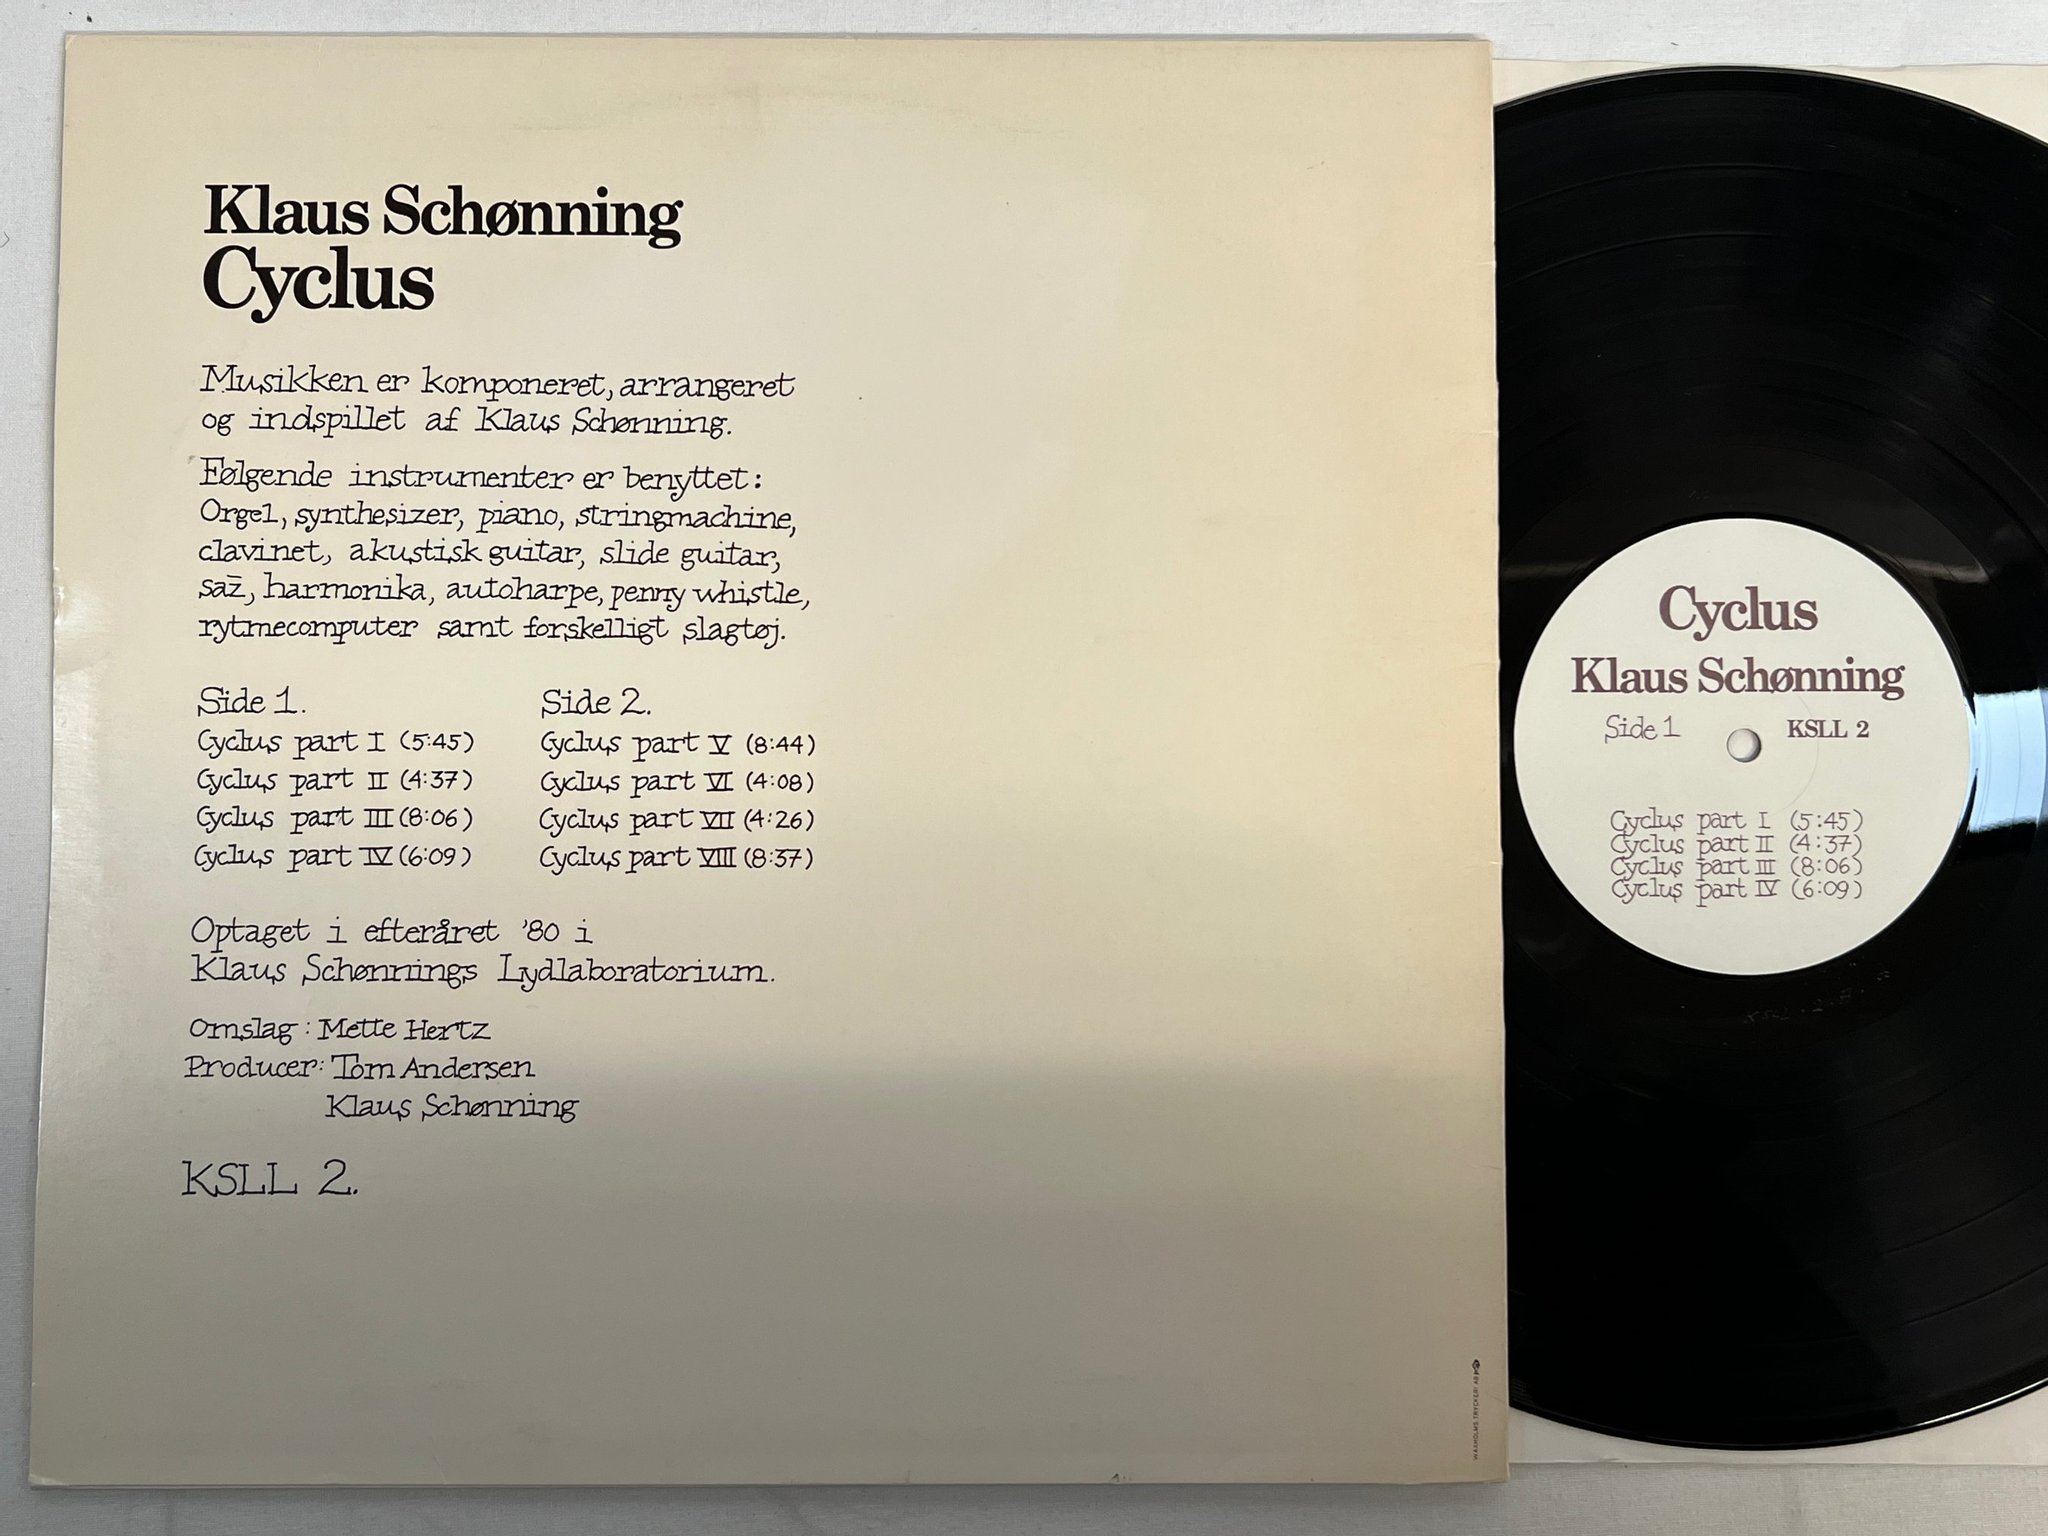 Klaus Schønning
Cyclus
Musikken er komponeret, arrangeret
og indspillet af Klaus Schønning.
Følgende instrumenter er benyttet:
Orgel, synthesizer, piano, stringmachine,
clavinet, akustisk guitar, slide guitar,
saz, harmonika, autoharpe, penny whistle,
rytmecomputer samt forskelligt slagtøj.
Side 1.
Cyclus part I (5:45)
Cyclus part II (4:37)
Cyclus part III (8:06)
Cyclus part IV (6:09)
Side 2.
Cyclus part V (8:44)
Cyclus part VI (4:08)
Cyclus part VII (4:26)
Cyclus part VIII (8:37)
Optaget i efteråret '80 i
Klaus Schønnings Lydlaboratorium.
Omslag: Mette Hertz
Producer: Tom Andersen
Klaus Schønning
KSLL 2.
WAXHOLMS TRYCKERI AB
Cyclus
Klaus Schønning
Side 1 KSLL 2
Cyclus part I (5:45)
Cyclus part II (4:37)
Cyclus part III (8:06)
Cyclus part IV (6:09)